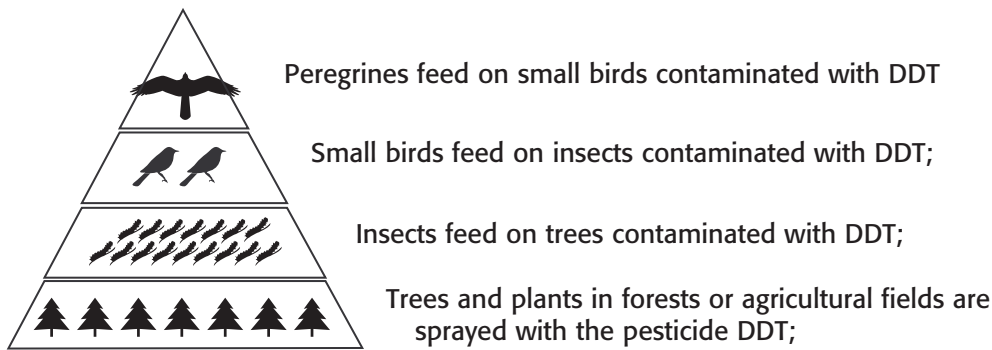 Peregrines feed on small birds contaminated with DDT
Small birds feed on insects contaminated with DDT;
Insects feed on trees contaminated with DDT;
Trees and plants in forests or agricultural fields are
sprayed with the pesticide DDT;